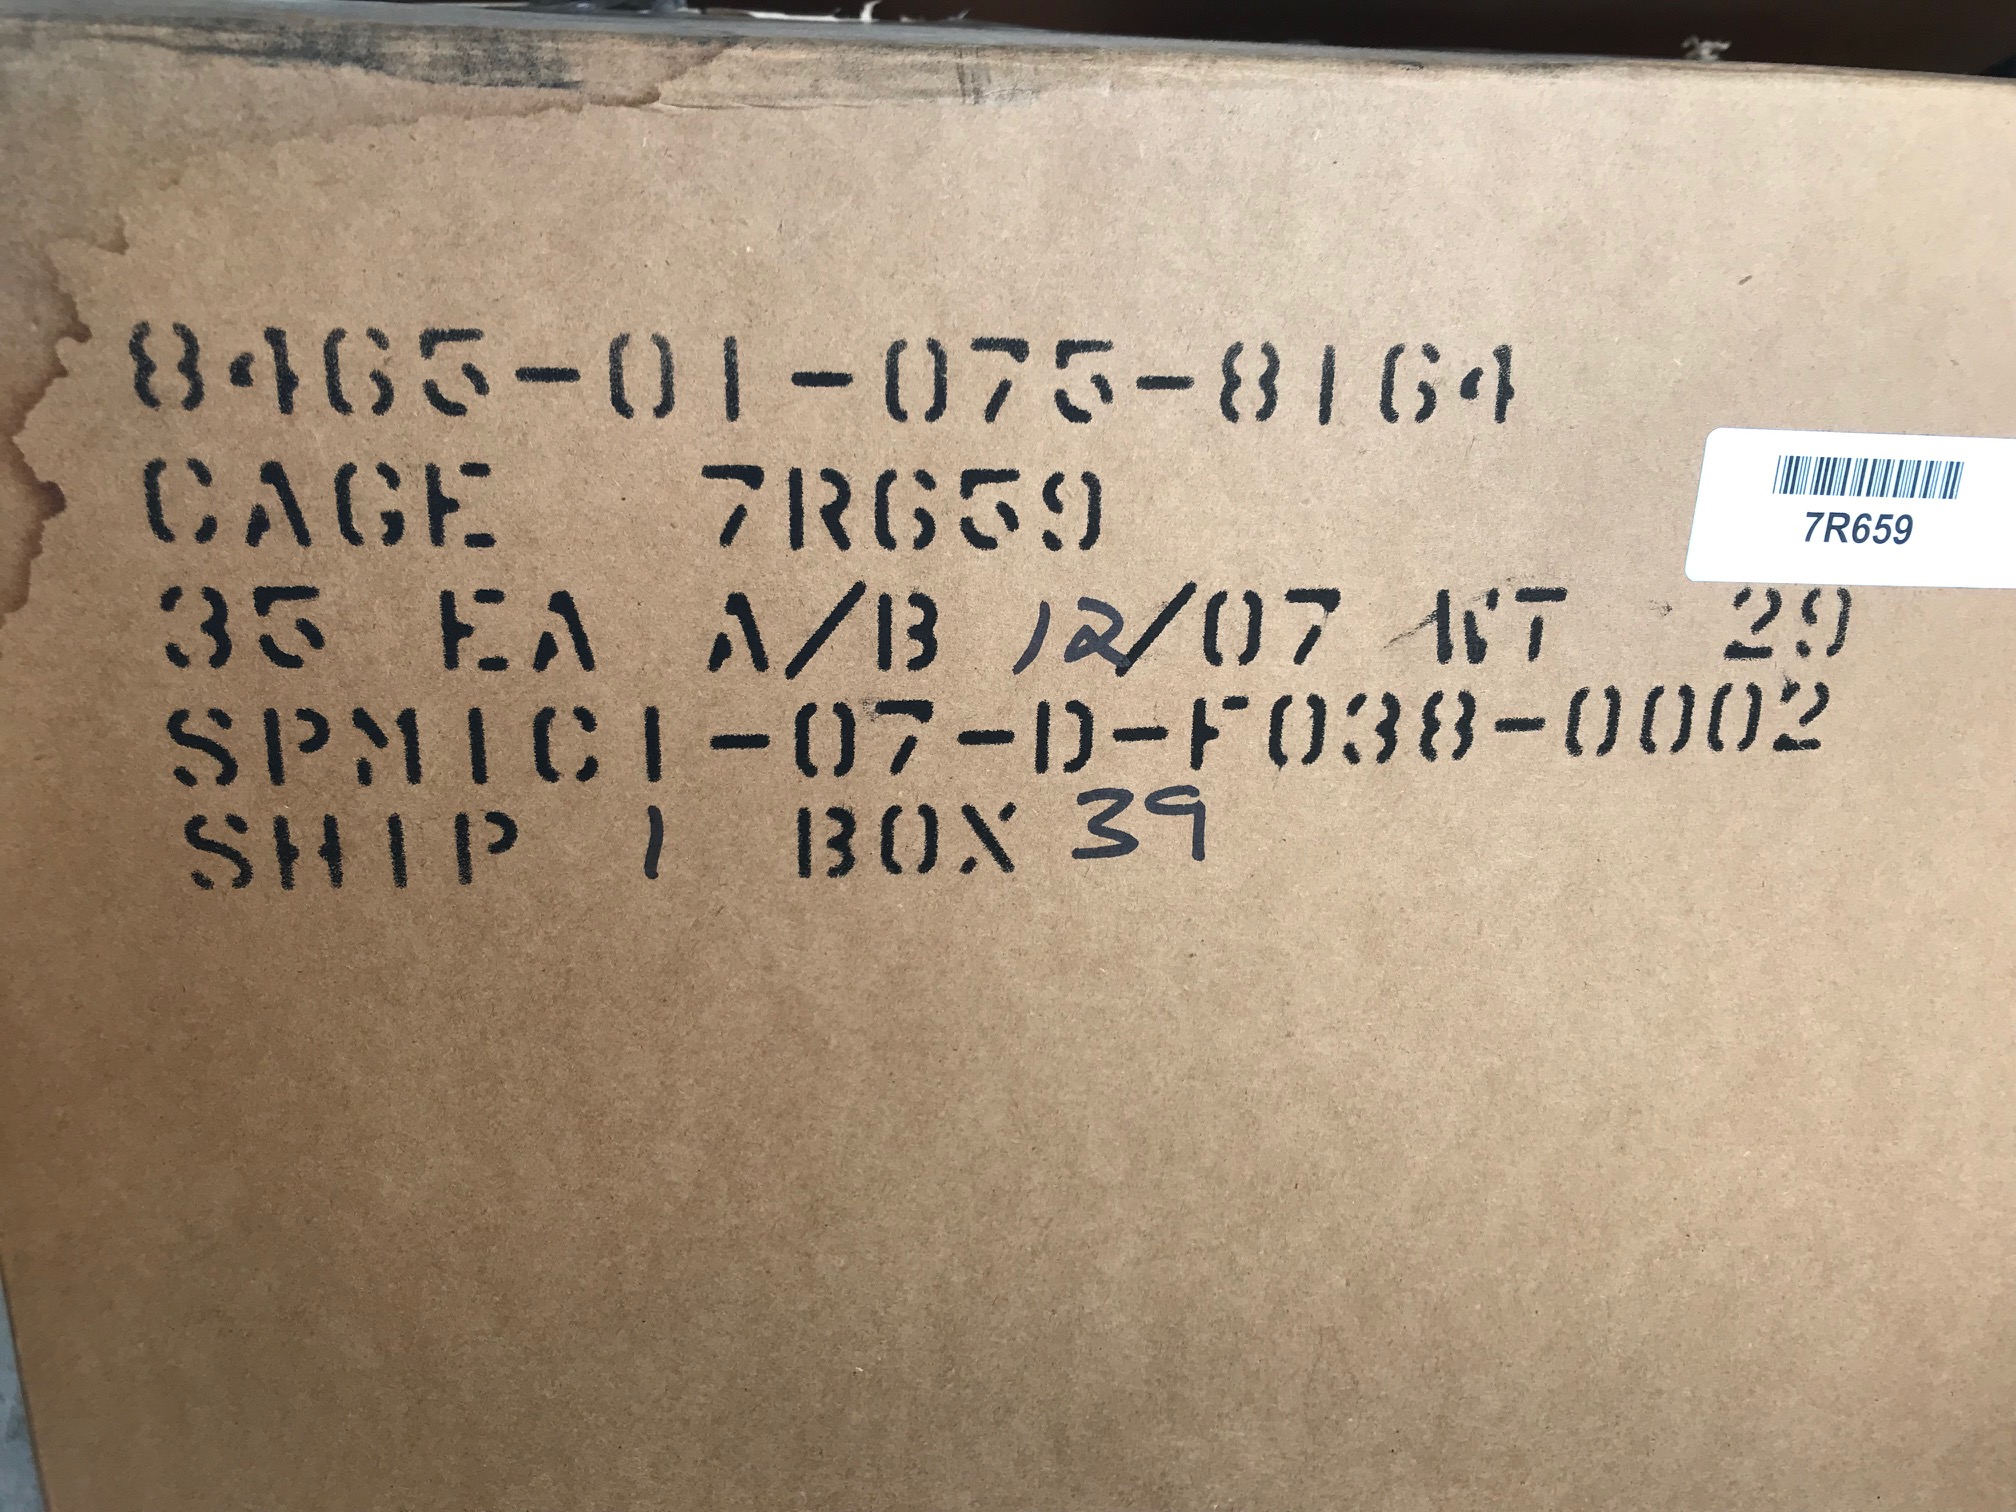 8465-01-075-8164
CAGE 7R659
7R659
35 EA A/B 12/07 WT 29
SPM1C1-07-D-F038-0002
SHIP 1 BOX 39